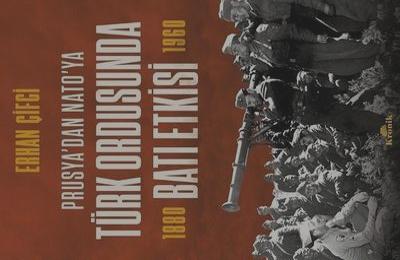 ERHAN ÇİFCİ
PRUSYA'DAN NATO'YA
TÜRK ORDUSUNDA
1880 BATI ETKİSİ 1960
Kronik